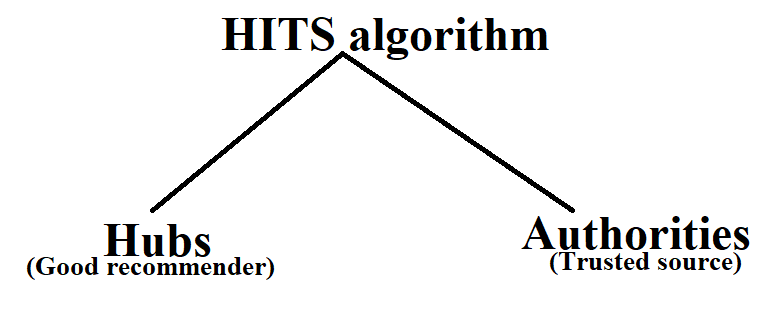 HITS algorithm
Hubs
(Good recommender)
Authorities
(Trusted source)